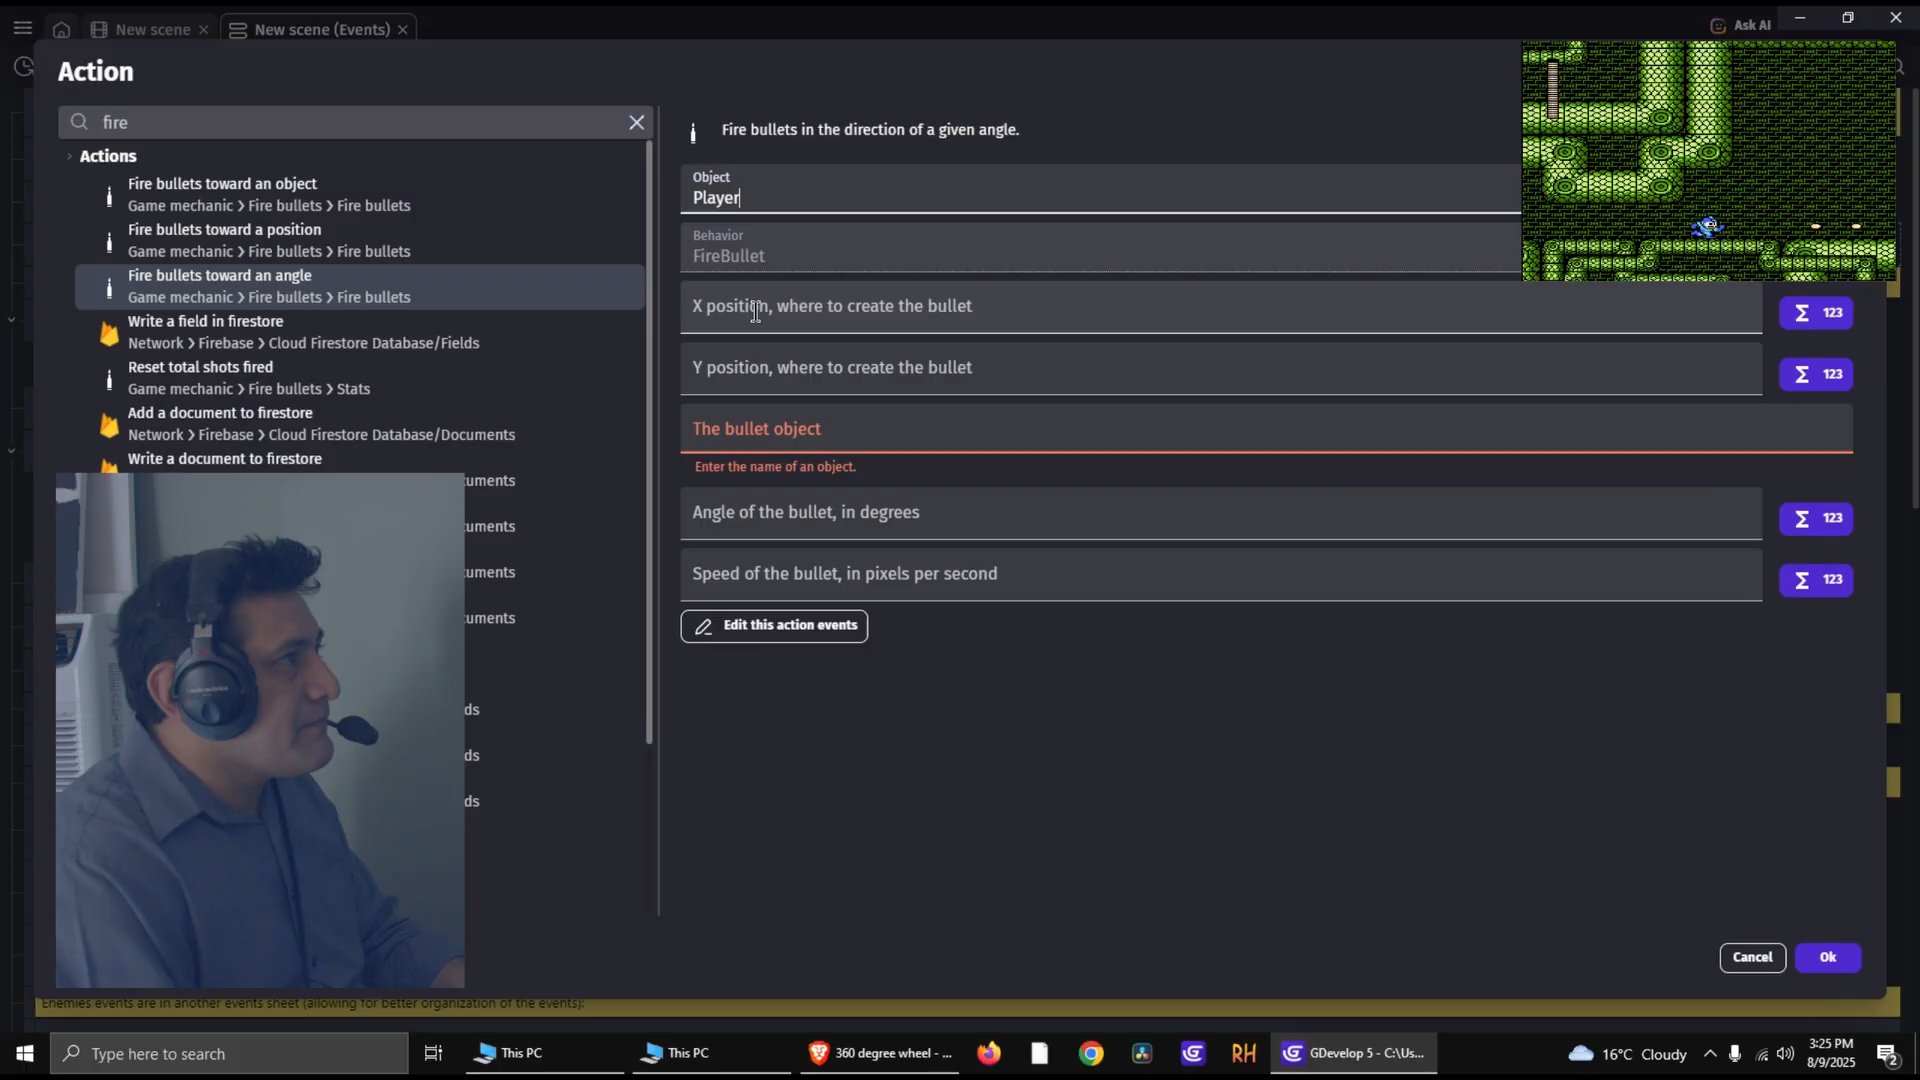 New scene
New scene (Events)
Ask AI
Action
fire
Actions
Fire bullets toward an object
Game mechanic > Fire bullets > Fire bullets
Fire bullets toward a position
Game mechanic > Fire bullets > Fire bullets
Fire bullets toward an angle
Game mechanic > Fire bullets > Fire bullets
Write a field in firestore
Network > Firebase > Cloud Firestore Database/Fields
Reset total shots fired
Game mechanic > Fire bullets > Stats
Add a document to firestore
Network > Firebase > Cloud Firestore Database/Documents
Write a document to firestore
uments
uments
uments
uments
ds
ds
ds
Fire bullets in the direction of a given angle.
Object
Player
Behavior
FireBullet
X position, where to create the bullet
Σ 123
Y position, where to create the bullet
Σ 123
The bullet object
Enter the name of an object.
Angle of the bullet, in degrees
Σ 123
Speed of the bullet, in pixels per second
Σ 123
Edit this action events
Cancel
Ok
Enemies events are in another events sheet (allowing for better organization of the events):
Type here to search
This PC
This PC
360 degree wheel - ...
RH
GDevelop 5 - C:\Us...
16°C Cloudy
3:25 PM
8/9/2025
2